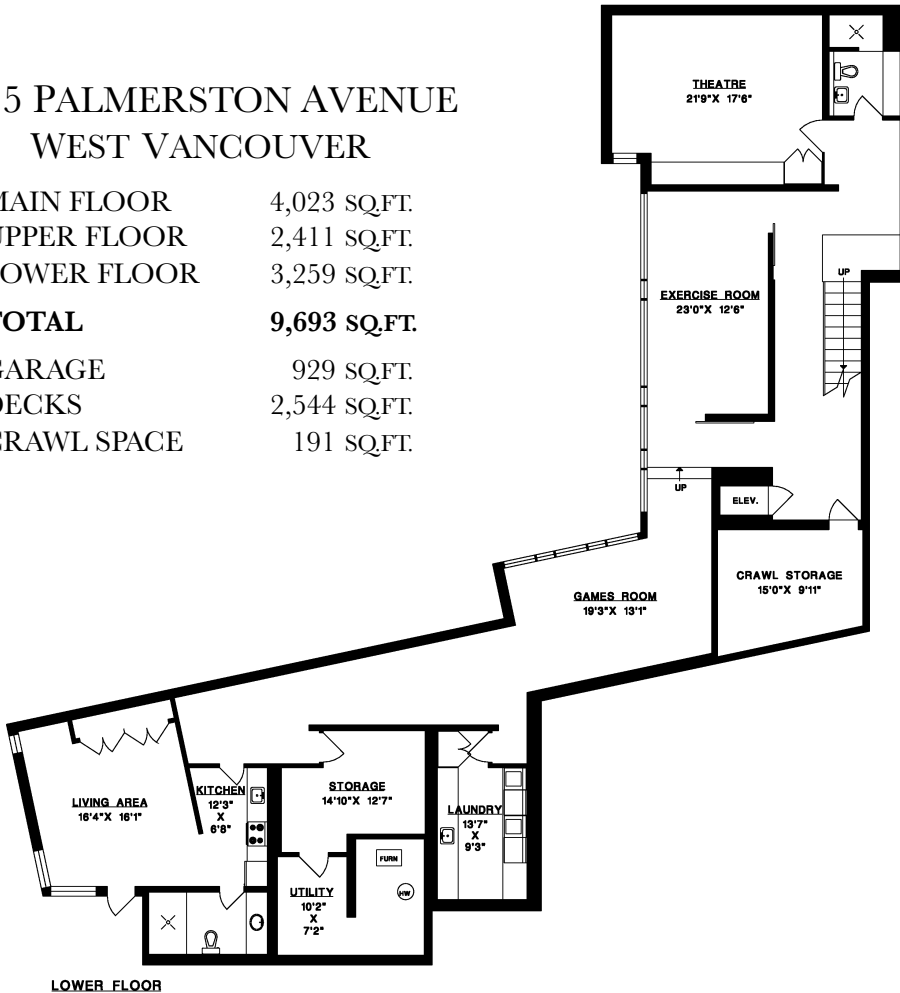 5 PALMERSTON AVENUE
WEST VANCOUVER
MAIN FLOOR 4,023 SQ.FT.
UPPER FLOOR 2,411 SQ.FT.
LOWER FLOOR 3,259 SQ.FT.
TOTAL 9,693 SQ.FT.
GARAGE 929 SQ.FT.
DECKS 2,544 SQ.FT.
CRAWL SPACE 191 SQ.FT.
THEATRE
21'9"X 17'6"
UP
EXERCISE ROOM
23'0"X 12'6"
UP
ELEV.
CRAWL STORAGE
15'0"X 9'11"
GAMES ROOM
19'3"X 13'1"
LIVING AREA
16'4"X 16'1"
KITCHEN
12'3"
X
6'8"
STORAGE
14'10"X 12'7"
LAUNDRY
13'7"
X
9'3"
FURN
HW
UTILITY
10'2"
X
7'2"
LOWER FLOOR